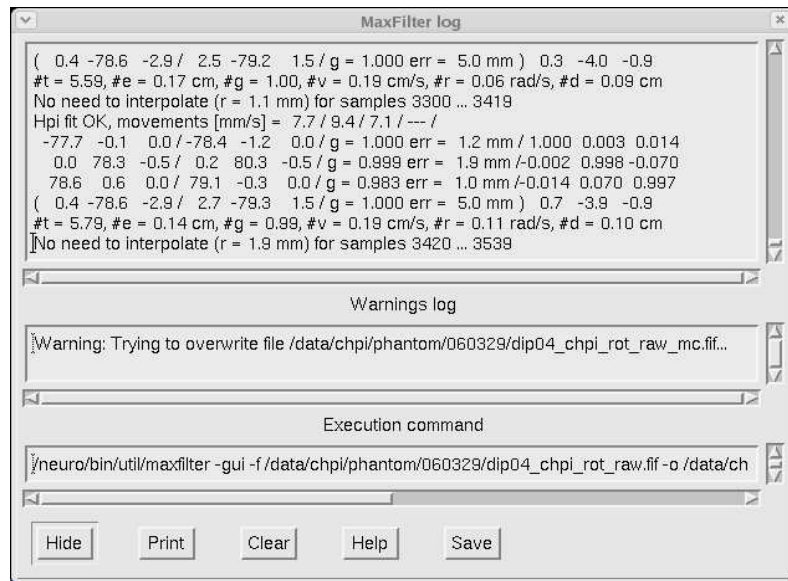 MaxFilter log
( 0.4 -78.6 -2.9 / 2.5 -79.2 1.5 / g = 1.000 err = 5.0 mm ) 0.3 -4.0 -0.9
#t = 5.59, #e = 0.17 cm, #g = 1.00, #v = 0.19 cm/s, #r = 0.06 rad/s, #d = 0.09 cm
No need to interpolate (r = 1.1 mm) for samples 3300 ... 3419
Hpi fit OK, movements [mm/s] = 7.7 / 9.4 / 7.1 / --- /
-77.7 -0.1 0.0 / -78.4 -1.2 0.0 / g = 1.000 err = 1.2 mm / 1.000 0.003 0.014
0.0 78.3 -0.5 / 0.2 80.3 -0.5 / g = 0.999 err = 1.9 mm /-0.002 0.998 -0.070
78.6 0.6 0.0 / 79.1 -0.3 0.0 / g = 0.983 err = 1.0 mm /-0.014 0.070 0.997
( 0.4 -78.6 -2.9 / 2.7 -79.3 1.5 / g = 1.000 err = 5.0 mm ) 0.7 -3.9 -0.9
#t = 5.79, #e = 0.14 cm, #g = 0.99, #v = 0.19 cm/s, #r = 0.11 rad/s, #d = 0.10 cm
No need to interpolate (r = 1.9 mm) for samples 3420 ... 3539
Warnings log
Warning: Trying to overwrite file /data/chpi/phantom/060329/dip04_chpi_rot_raw_mc.fif...
Execution command
/neuro/bin/util/maxfilter -gui -f /data/chpi/phantom/060329/dip04_chpi_rot_raw.fif -o /data/ch
Hide Print Clear Help Save